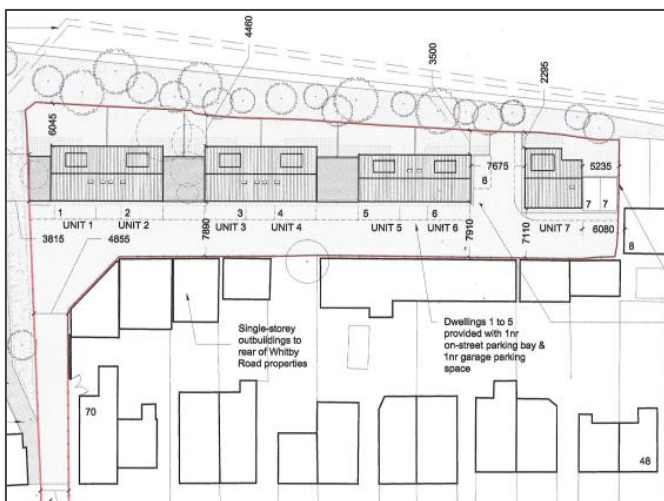 4460
3500
2295
6045
7675
5235
6
1
2
3
4
5
6
7 7
UNIT 1
UNIT 2
UNIT 3
UNIT 4
UNIT 5
UNIT 6
UNIT 7
6080
3815
4855
7890
7910
7110
8
Single-storey
outbuildings to
rear of Whitby
Road properties
Dwellings 1 to 5
provided with 1nr
on-street parking bay &
1nr garage parking
space
70
48